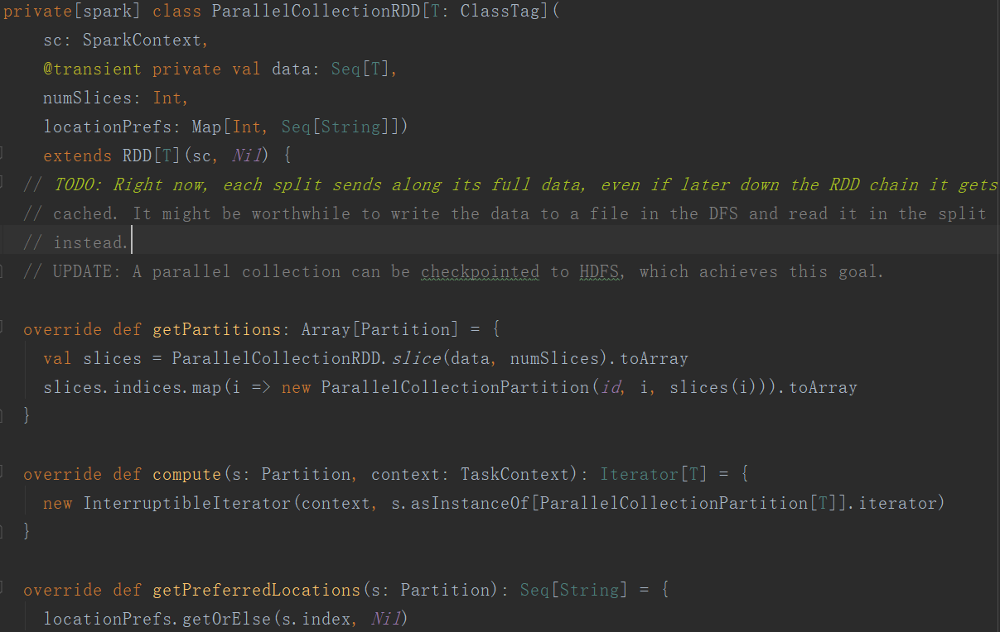 private[spark] class ParallelCollectionRDD[T: ClassTag](
    sc: SparkContext,
    @transient private val data: Seq[T],
    numSlices: Int,
    locationPrefs: Map[Int, Seq[String]])
    extends RDD[T](sc, Nil) {
  // TODO: Right now, each split sends along its full data, even if later down the RDD chain it gets
  // cached. It might be worthwhile to write the data to a file in the DFS and read it in the split
  // instead.
  // UPDATE: A parallel collection can be checkpointed to HDFS, which achieves this goal.

  override def getPartitions: Array[Partition] = {
    val slices = ParallelCollectionRDD.slice(data, numSlices).toArray
    slices.indices.map(i => new ParallelCollectionPartition(id, i, slices(i))).toArray
  }

  override def compute(s: Partition, context: TaskContext): Iterator[T] = {
    new InterruptibleIterator(context, s.asInstanceOf[ParallelCollectionPartition[T]].iterator)
  }

  override def getPreferredLocations(s: Partition): Seq[String] = {
    locationPrefs.getOrElse(s.index, Nil)